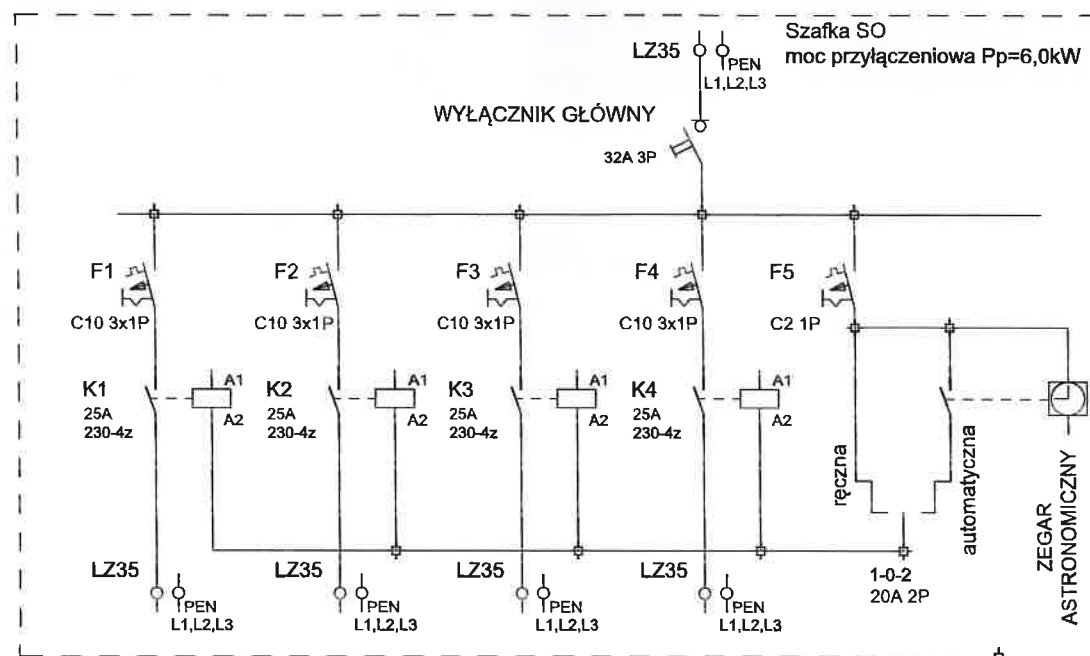 Szafka SO
moc przyłączeniowa Pp=6,0kW
LZ35
PEN
L1,L2,L3
WYŁĄCZNIK GŁÓWNY
32A 3P
F1
C10 3x1P
F2
C10 3x1P
F3
C10 3x1P
F4
C10 3x1P
F5
C2 1P
K1
25A
230-4z
A1
A2
K2
25A
230-4z
A1
A2
K3
25A
230-4z
A1
A2
K4
25A
230-4z
A1
A2
ręczna
automatyczna
ZEGAR
ASTRONOMICZNY
1-0-2
20A 2P
LZ35
PEN
L1,L2,L3
LZ35
PEN
L1,L2,L3
LZ35
PEN
L1,L2,L3
LZ35
PEN
L1,L2,L3